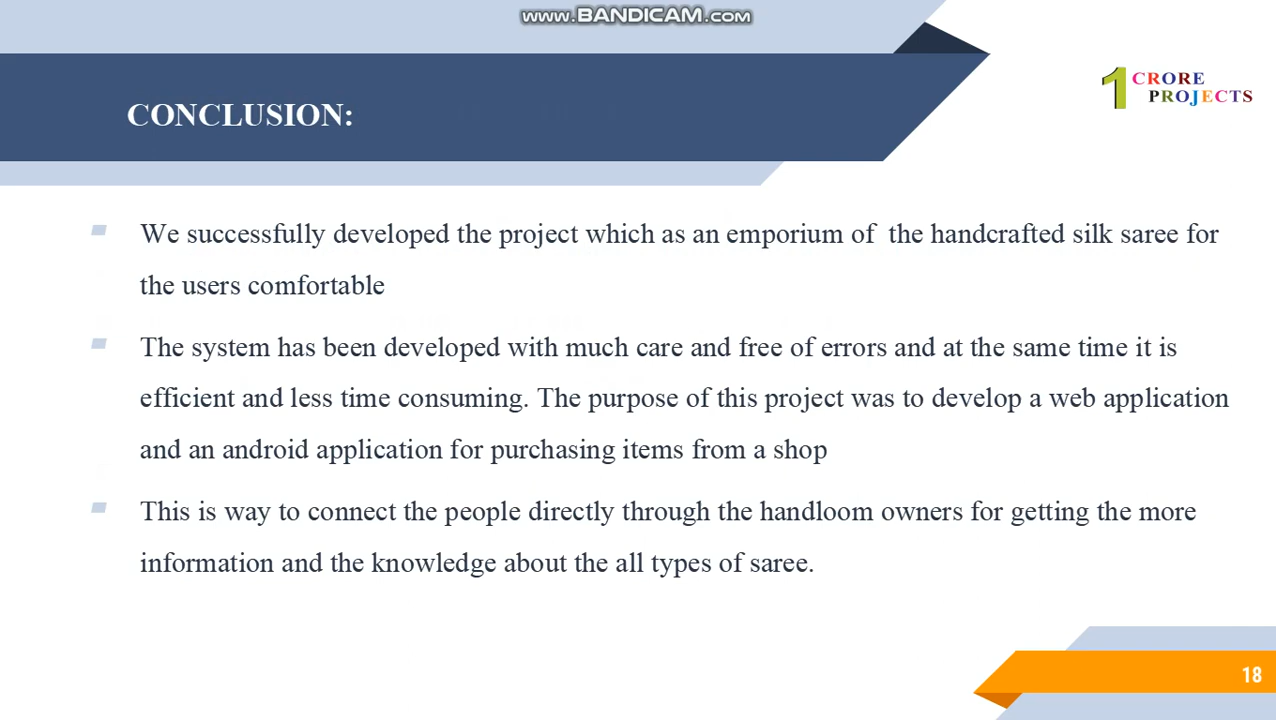 www.BANDICAM.com
CONCLUSION:
1 CRORE
PROJECTS
We successfully developed the project which as an emporium of the handcrafted silk saree for
the users comfortable
The system has been developed with much care and free of errors and at the same time it is
efficient and less time consuming. The purpose of this project was to develop a web application
and an android application for purchasing items from a shop
This is way to connect the people directly through the handloom owners for getting the more
information and the knowledge about the all types of saree.
18